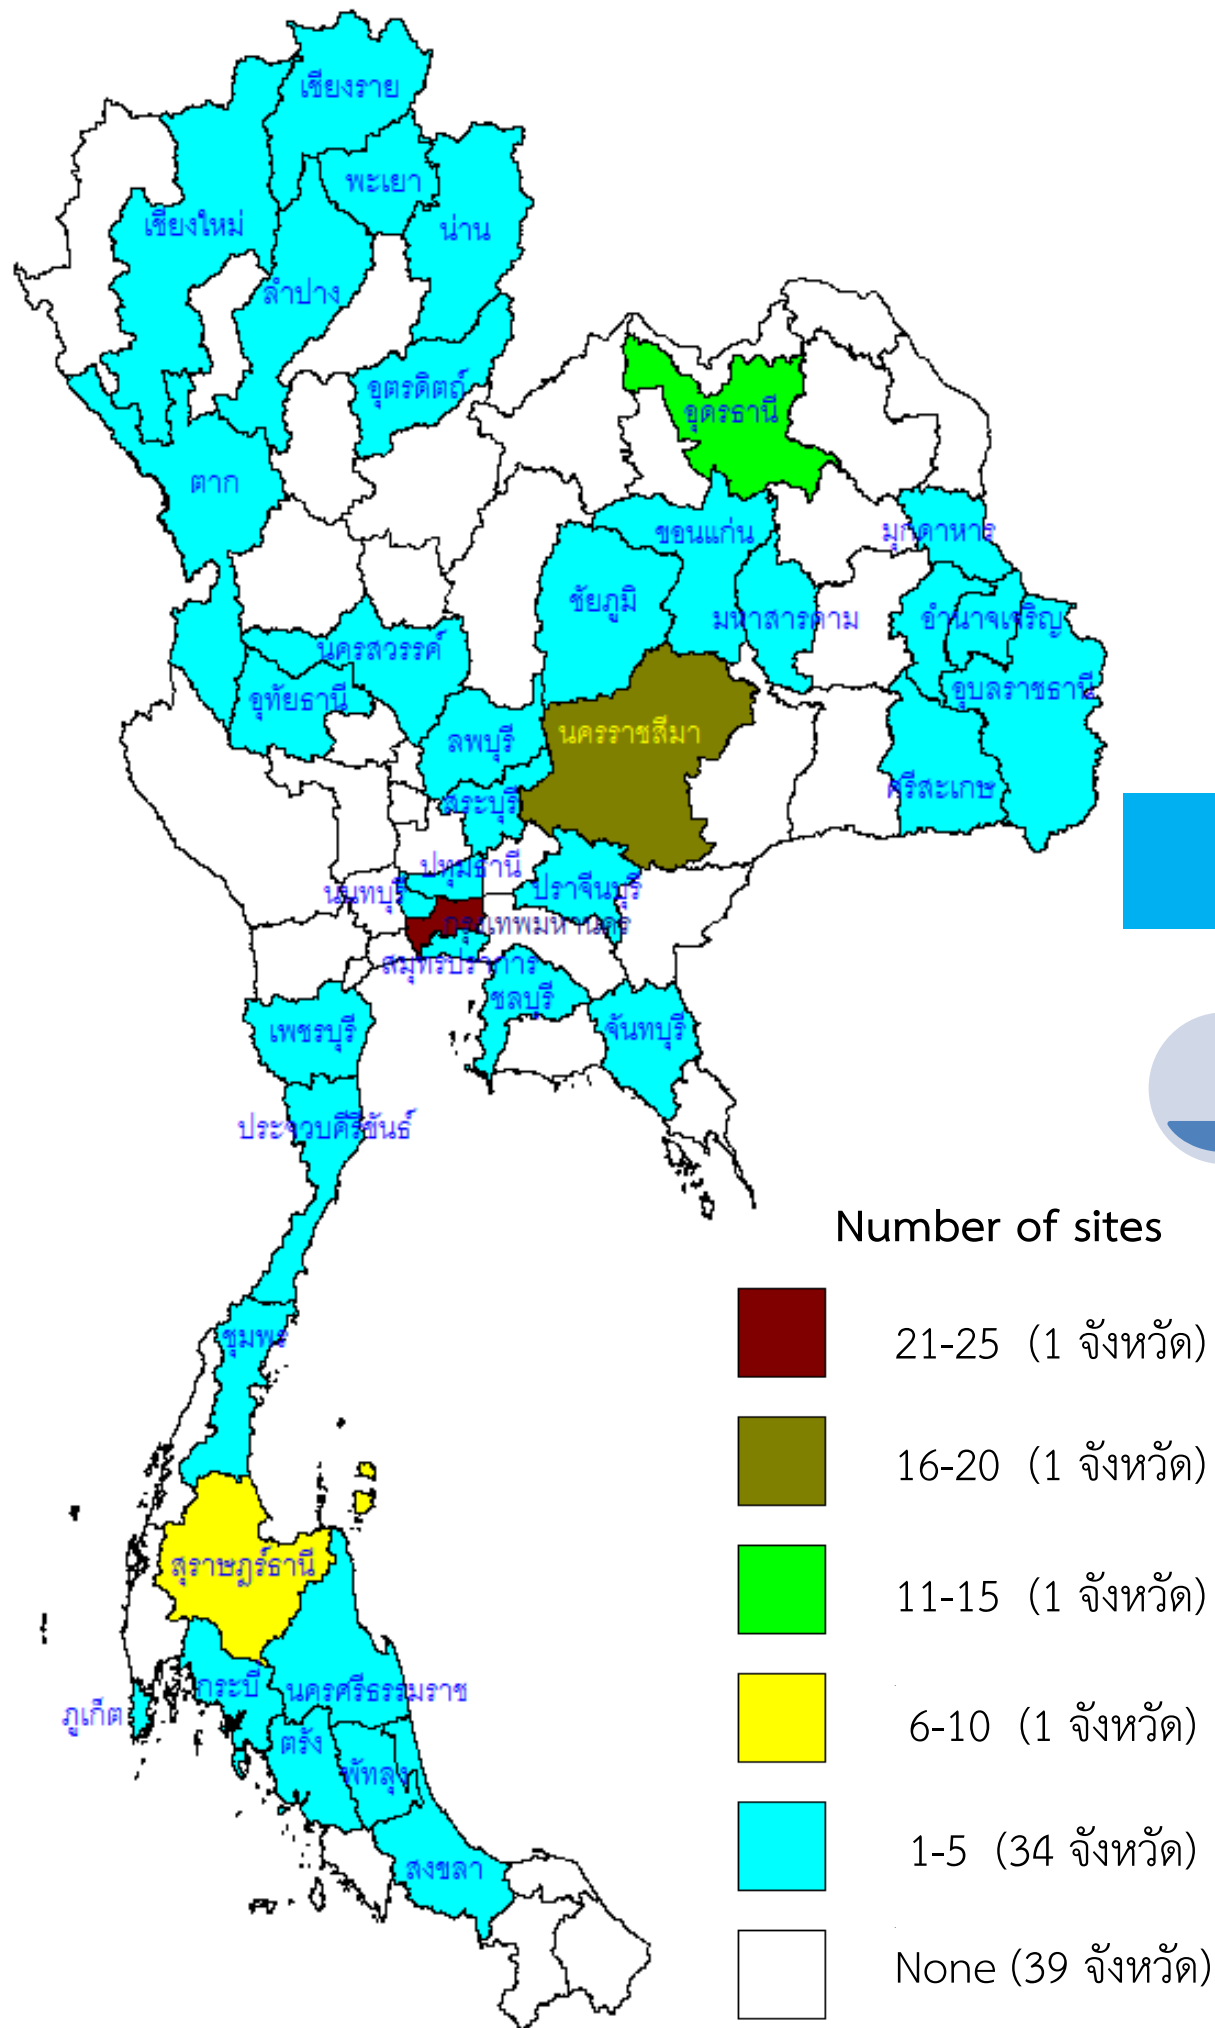 เชียงราย
พะเยา
เชียงใหม่
น่าน
ลำปาง
อุตรดิตถ์
อุดรธานี
ตาก
ขอนแก่น
มุกดาหาร
ชัยภูมิ
มหาสารคาม
อำนาจเจริญ
นครสวรรค์
อุทัยธานี
อุบลราชธานี
ลพบุรี
นครราชสีมา
สระบุรี
ศรีสะเกษ
ปทุมธานี
นนทบุรี
ปราจีนบุรี
กรุงเทพมหานคร
สมุทรปราการ
ชลบุรี
เพชรบุรี
จันทบุรี
ประจวบคีรีขันธ์
ชุมพร
สุราษฎร์ธานี
กระบี่
นครศรีธรรมราช
ภูเก็ต
ตรัง
พัทลุง
สงขลา
Number of sites
21-25 (1 จังหวัด)
16-20 (1 จังหวัด)
11-15 (1 จังหวัด)
6-10 (1 จังหวัด)
1-5 (34 จังหวัด)
None (39 จังหวัด)